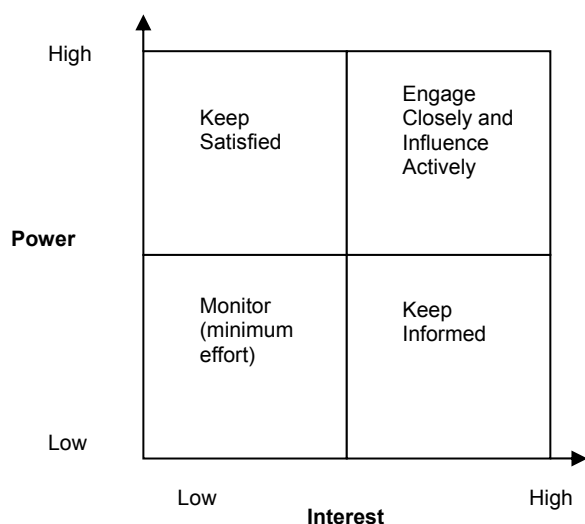 High
Keep
Satisfied
Engage
Closely and
Influence
Actively
Power
Monitor
(minimum
effort)
Keep
Informed
Low
Low
High
Interest